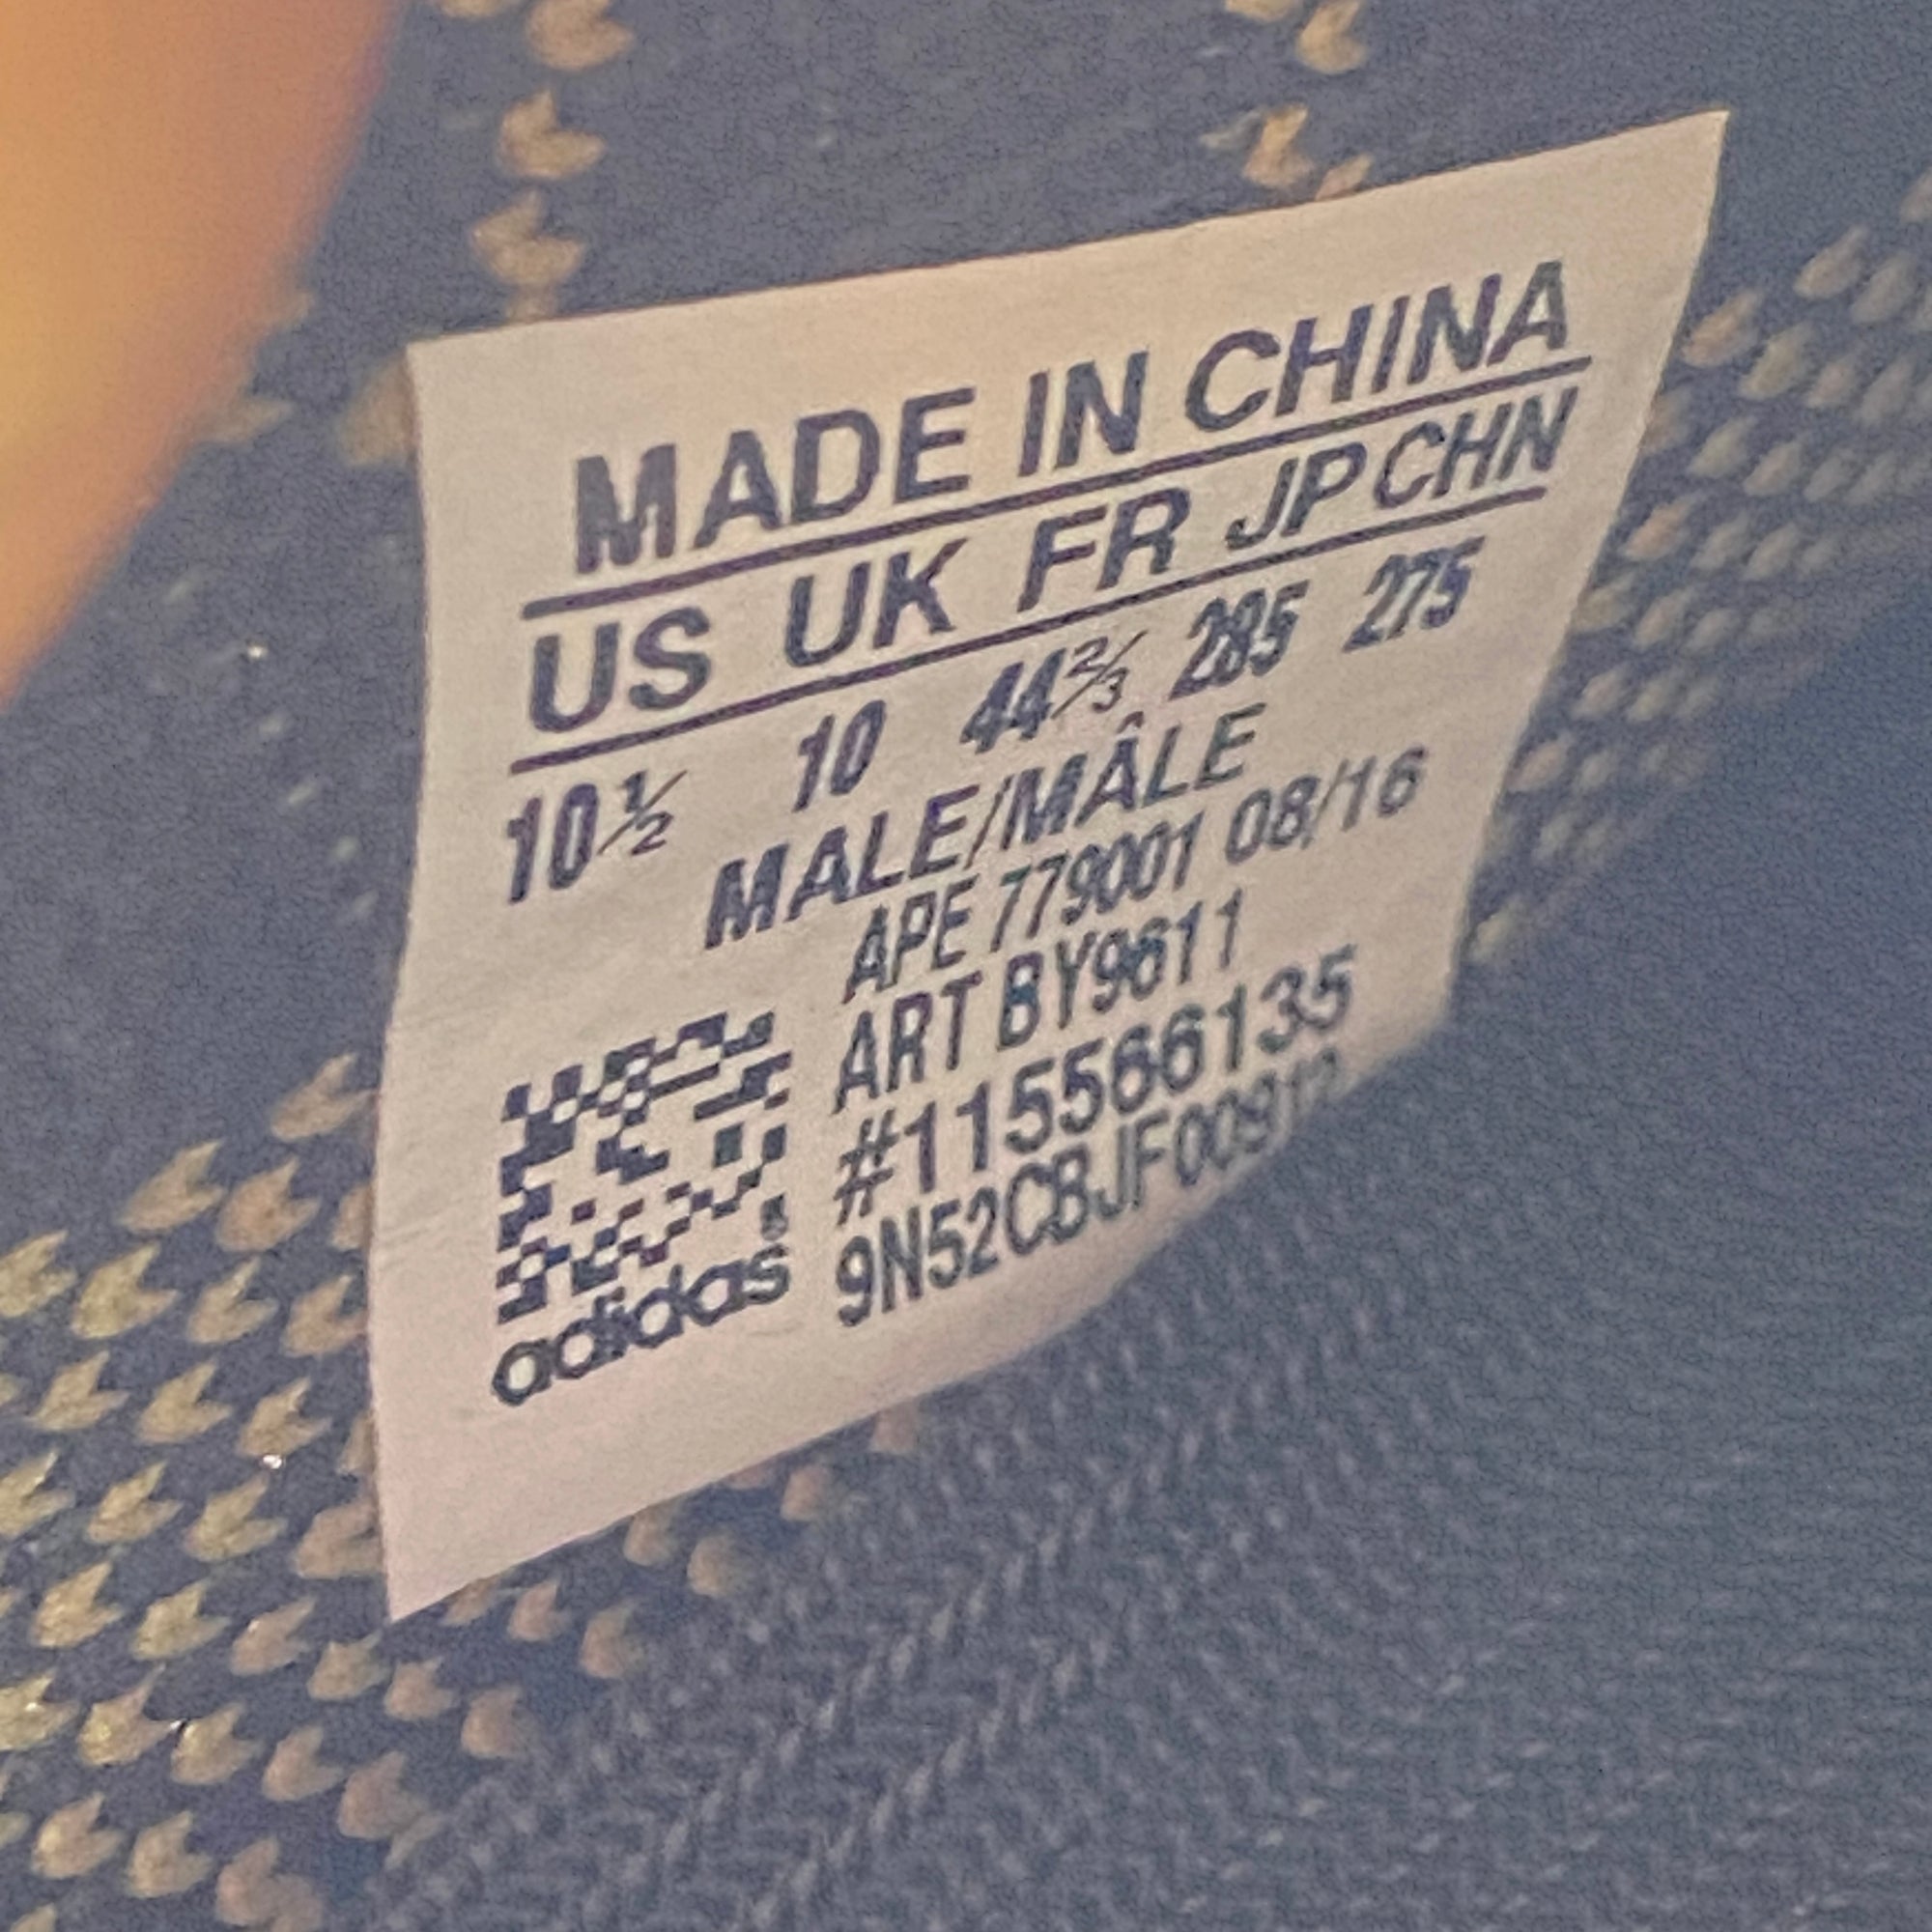 MADE IN CHINA
US UK FR JP CHN
10½ 10 44⅔ 285 275
MALE/MÂLE
APE 779001 08/16
ART BY9611
#1155566135
adidas